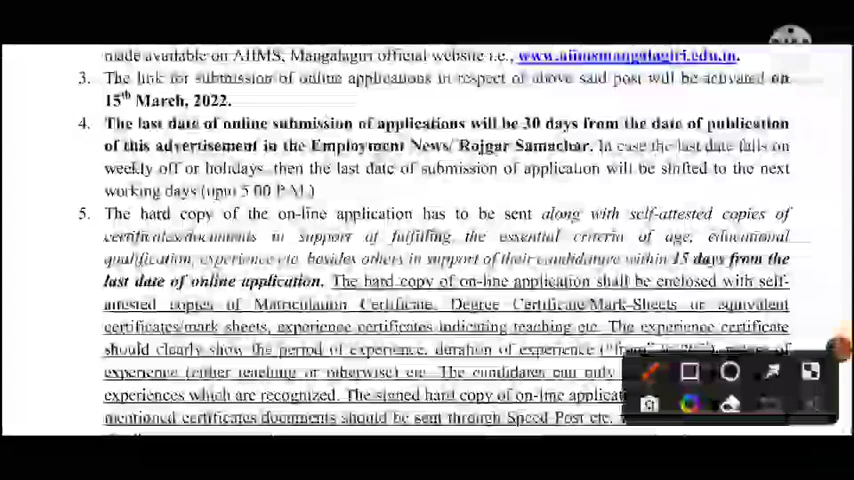 made available on AIIMS, Mangalagiri official website i.e., www.aiimsmangalagiri.edu.in.
3. The link for submission of online applications in respect of above said post will be activated on
15th March, 2022.
4. The last date of online submission of applications will be 30 days from the date of publication
of this advertisement in the Employment News/ Rojgar Samachar. In case the last date falls on
weekly off or holidays, then the last date of submission of application will be shifted to the next
working days (upto 5.00 P.M.)
5. The hard copy of the on-line application has to be sent along with self-attested copies of
certificates/documents in support of fulfilling the essential criteria of age, educational
qualification, experience etc. besides others in support of their candidature within 15 days from the
last date of online application. The hard copy of on-line application shall be enclosed with self-
attested copies of Matriculation Certificate, Degree Certificate/Mark-Sheets or equivalent
certificates/mark sheets, experience certificates indicating teaching etc. The experience certificate
should clearly show the period of experience, duration of experience ("from" to of
experience (either teaching or otherwise) etc. The candidates can only
experiences which are recognized. The signed hard copy of on-line
mentioned certificates/documents should be sent through Speed Post etc.